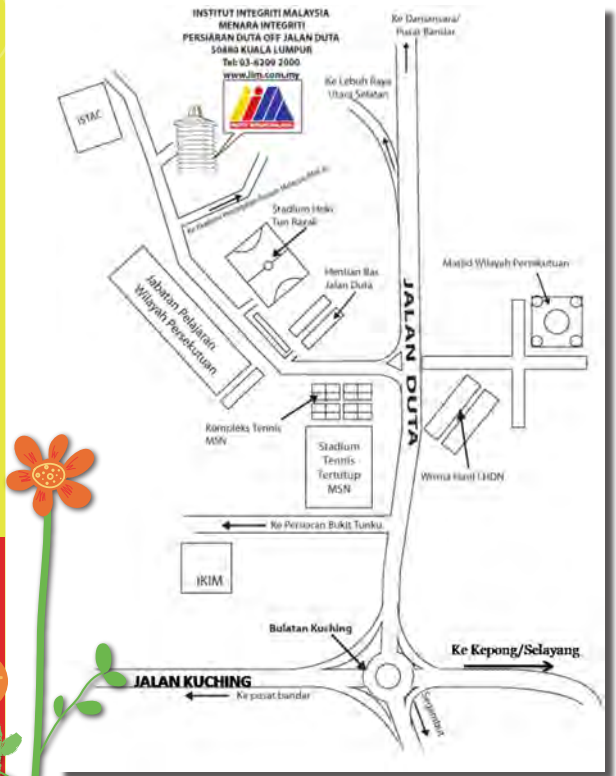 INSTITUT INTEGRITI MALAYSIA
MENARA INTEGRITI
PERSIARAN DUTA OFF JALAN DUTA
50480 KUALA LUMPUR
Tel: 03-6209 2000
www.iim.com.my
Ke Damansara/
Pusat Bandar
Ke Lebuh Raya
Utara Selatan
ISTAC
Stadium Hoki
Tun Razak
Hentian Bas
Jalan Duta
Masjid Wilayah Persekutuan
Jabatan Pelajaran
Wilayah Persekutuan
JALAN DUTA
Kompleks Tennis
MSN
Stadium
Tennis
Tertutup
MSN
Wisma Hasil LHDN
Ke Persiaran Bukit Tunku
IKIM
Bulatan Kuching
Ke Kepong/Selayang
JALAN KUCHING
Ke pusat bandar
Segambut